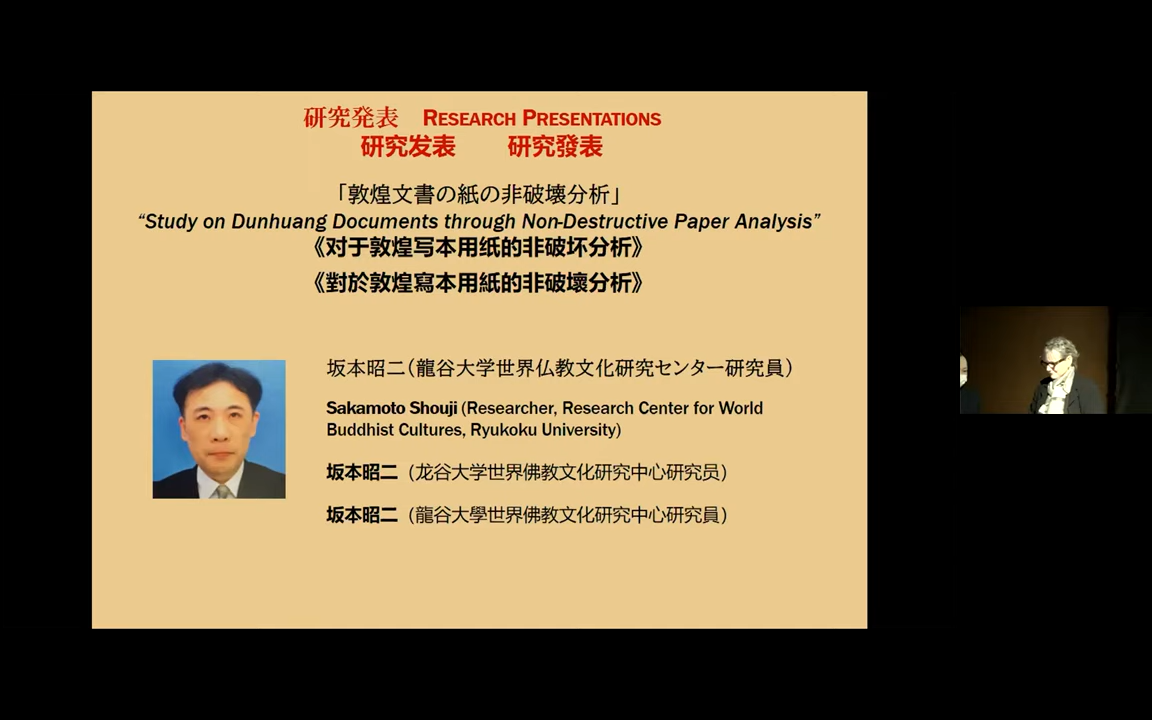 研究発表　RESEARCH PRESENTATIONS
研究发表　　研究發表
「敦煌文書の紙の非破壊分析」
“Study on Dunhuang Documents through Non-Destructive Paper Analysis”
《对于敦煌写本用纸的非破坏分析》
《對於敦煌寫本用紙的非破壞分析》
坂本昭二（龍谷大学世界仏教文化研究センター研究員）
Sakamoto Shouji (Researcher, Research Center for World
Buddhist Cultures, Ryukoku University)
坂本昭二（龙谷大学世界佛教文化研究中心研究员）
坂本昭二（龍谷大學世界佛教文化研究中心研究員）